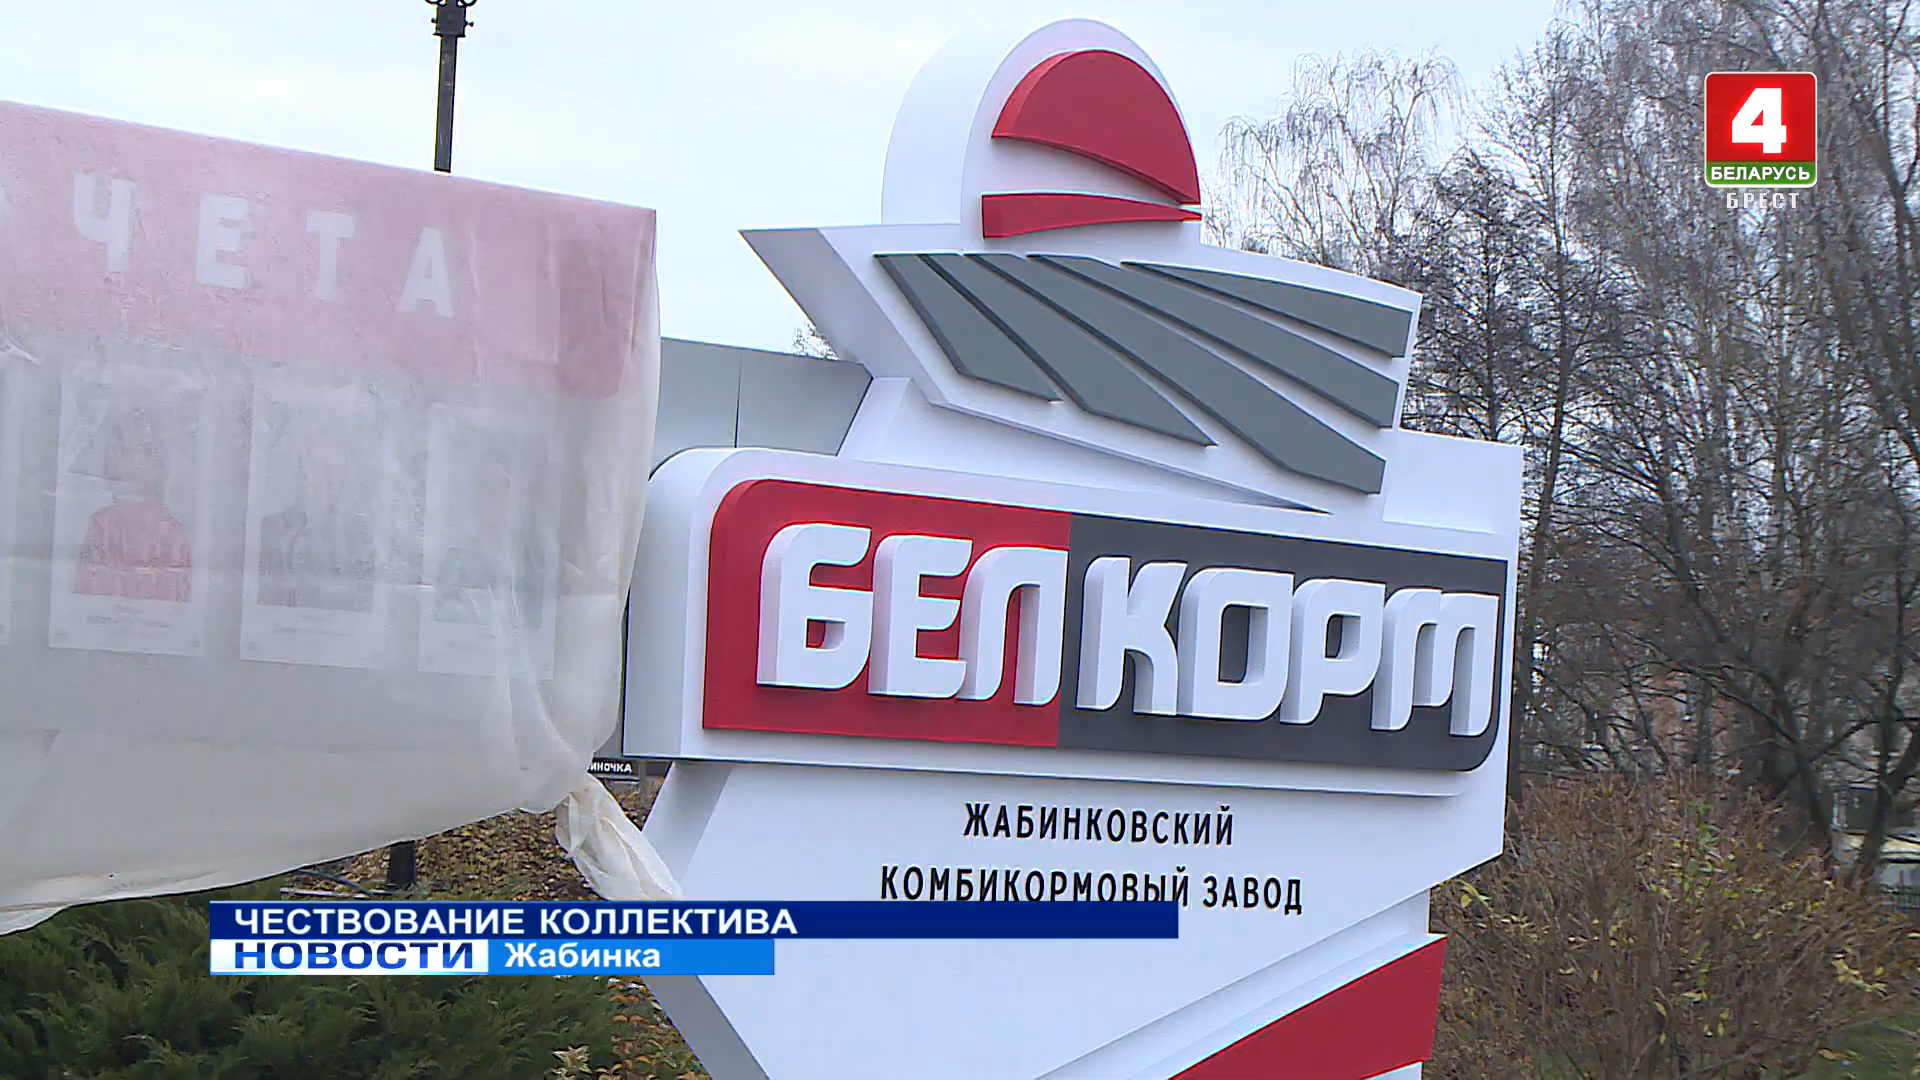 4
БЕЛАРУСЬ
БРЕСТ
ЧЕТА
БЕЛКОРМ
ЖАБИНКОВСКИЙ
КОМБИКОРМОВЫЙ ЗАВОД
ЧЕСТВОВАНИЕ КОЛЛЕКТИВА
НОВОСТИ Жабинка